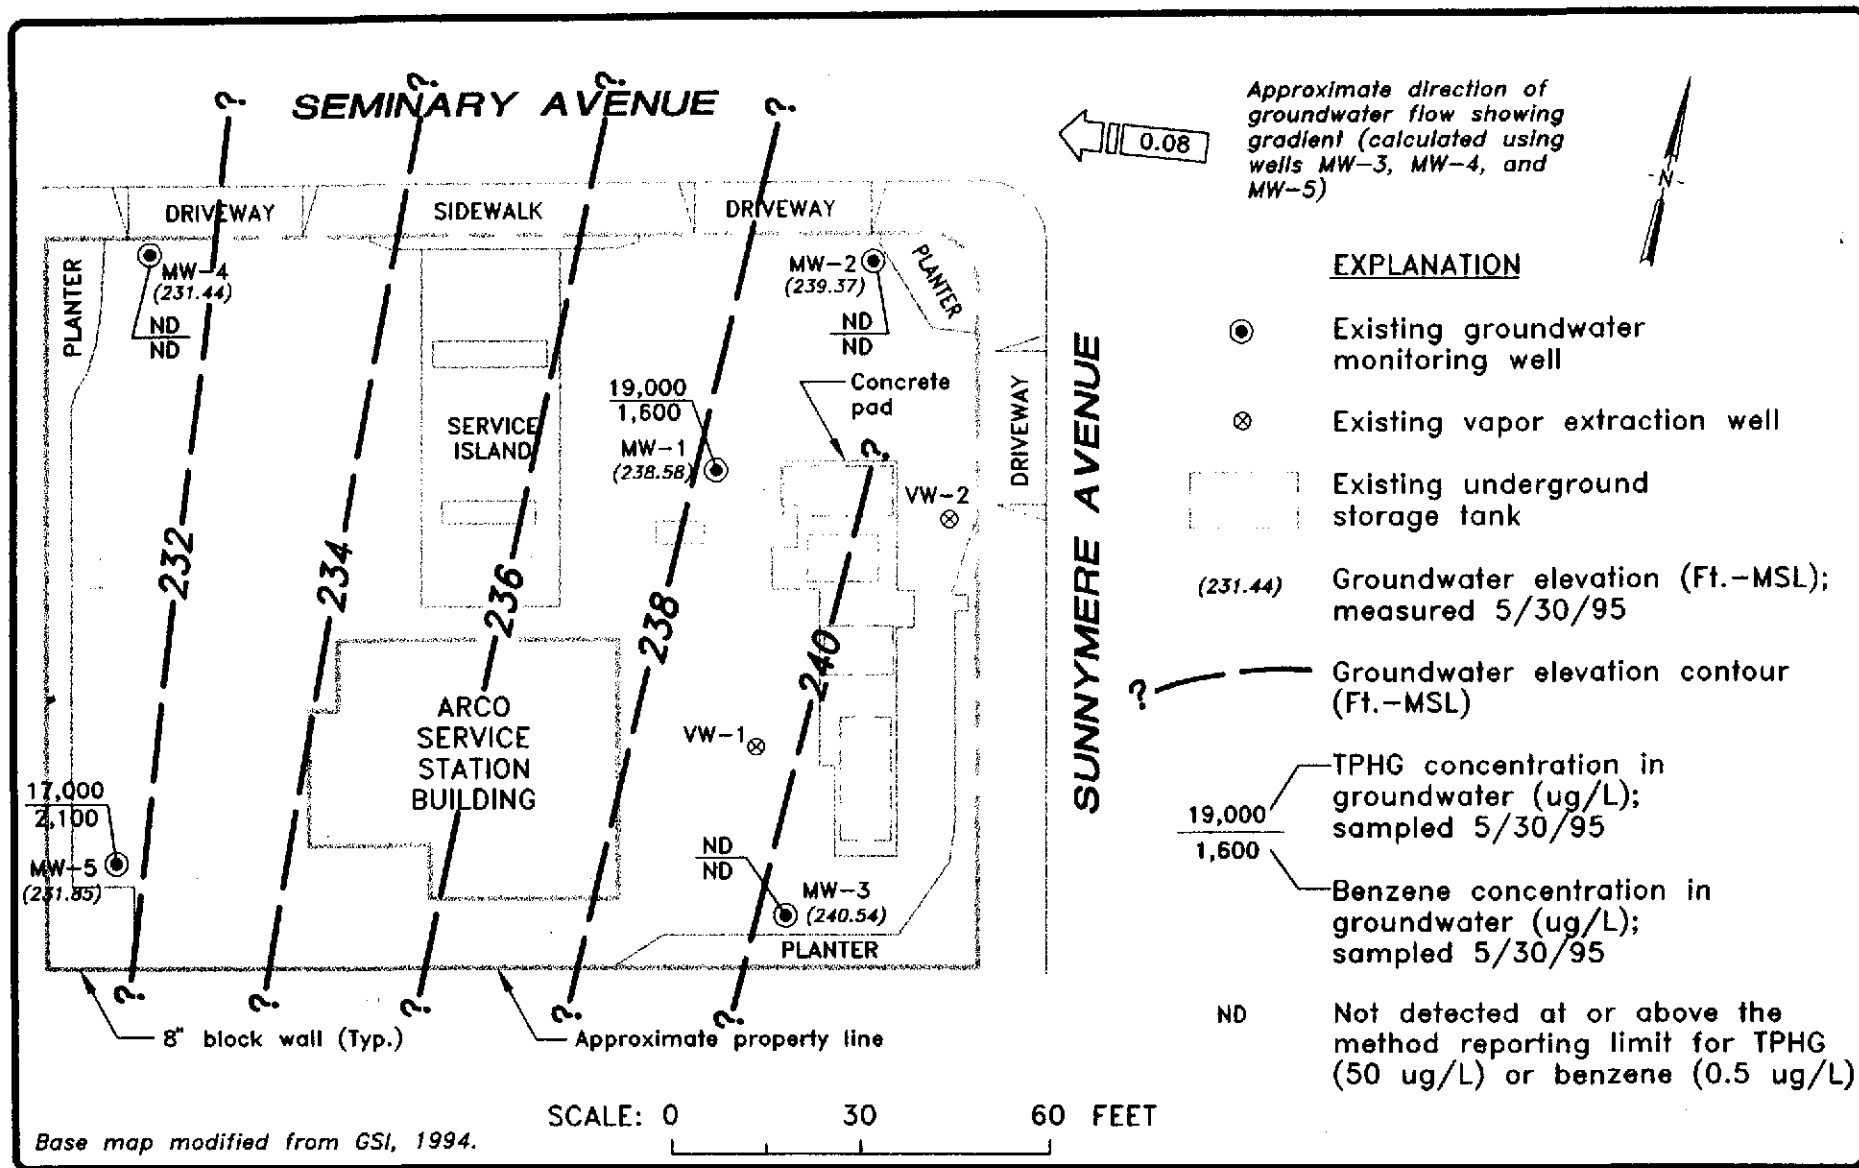 ?
?
?
?
SEMINARY AVENUE
Approximate direction of
groundwater flow showing
gradient (calculated using
wells MW-3, MW-4, and
MW-5)
0.08
N
DRIVEWAY
SIDEWALK
DRIVEWAY
PLANTER
MW-4
(231.44)
ND
ND
MW-2
(239.37)
ND
ND
PLANTER
19,000
1,600
MW-1
(238.58)
Concrete
pad
?
SERVICE
ISLAND
VW-2
DRIVEWAY
SUNNYMERE AVENUE
232
234
236
238
240
ARCO
SERVICE
STATION
BUILDING
VW-1
17,000
2,100
MW-5
(231.85)
ND
ND
MW-3
(240.54)
PLANTER
?
?
?
?
?
8" block wall (Typ.)
Approximate property line
EXPLANATION
Existing groundwater
monitoring well
Existing vapor extraction well
Existing underground
storage tank
(231.44)
Groundwater elevation (Ft.-MSL);
measured 5/30/95
?
Groundwater elevation contour
(Ft.-MSL)
19,000
1,600
TPHG concentration in
groundwater (ug/L);
sampled 5/30/95
Benzene concentration in
groundwater (ug/L);
sampled 5/30/95
ND
Not detected at or above the
method reporting limit for TPHG
(50 ug/L) or benzene (0.5 ug/L)
SCALE: 0 30 60 FEET
Base map modified from GSI, 1994.